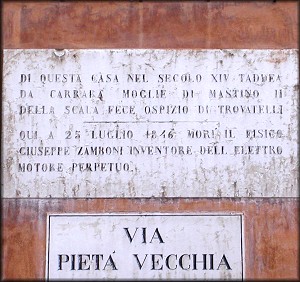 DI QUESTA CASA NEL SECOLO XIV TADDEA
DA CARRARA MOGLIE DI MASTINO II
DELLA SCALA FECE OSPIZIO DI TROVATELLI
QUI A 25 LUGLIO 1846 MORÌ IL FISICO
GIUSEPPE ZAMBONI INVENTORE DELL ELETTRO
MOTORE PERPETUO
VIA
PIETÁ VECCHIA